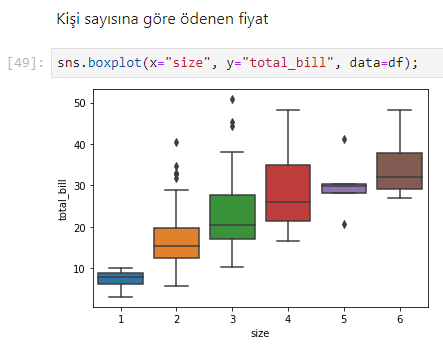 Kişi sayısına göre ödenen fiyat
[49]: sns.boxplot(x="size", y="total_bill", data=df);
50
40
30
20
10
total_bill
1 2 3 4 5 6
size